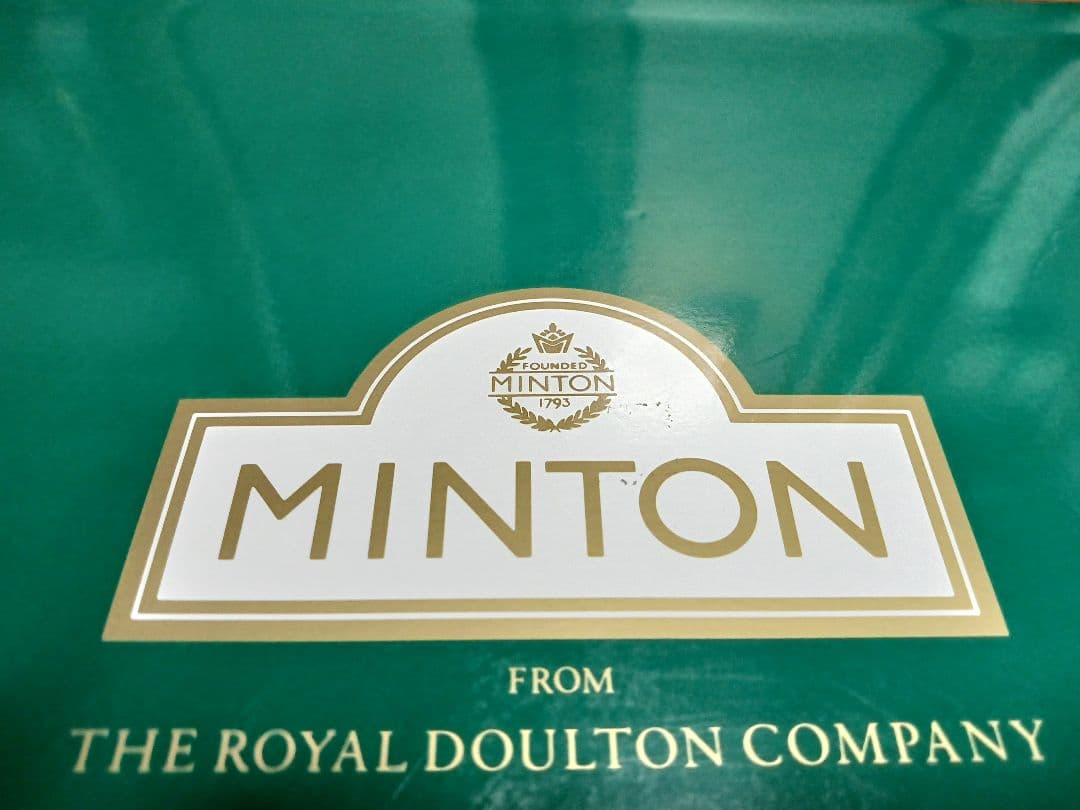 FOUNDED
MINTON
1793
MINTON
FROM
THE ROYAL DOULTON COMPANY